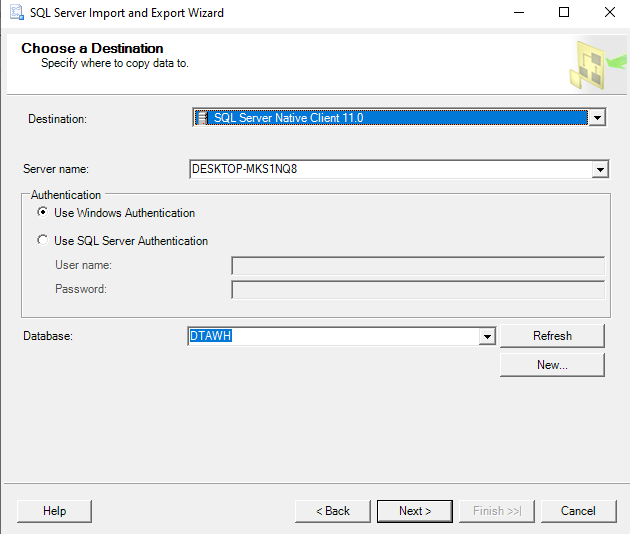 SQL Server Import and Export Wizard
Choose a Destination
Specify where to copy data to.
Destination: SQL Server Native Client 11.0
Server name: DESKTOP-MKS1NQ8
Authentication
Use Windows Authentication
Use SQL Server Authentication
User name:
Password:
Database: DTAWH Refresh
New...
Help < Back Next > Finish >>| Cancel